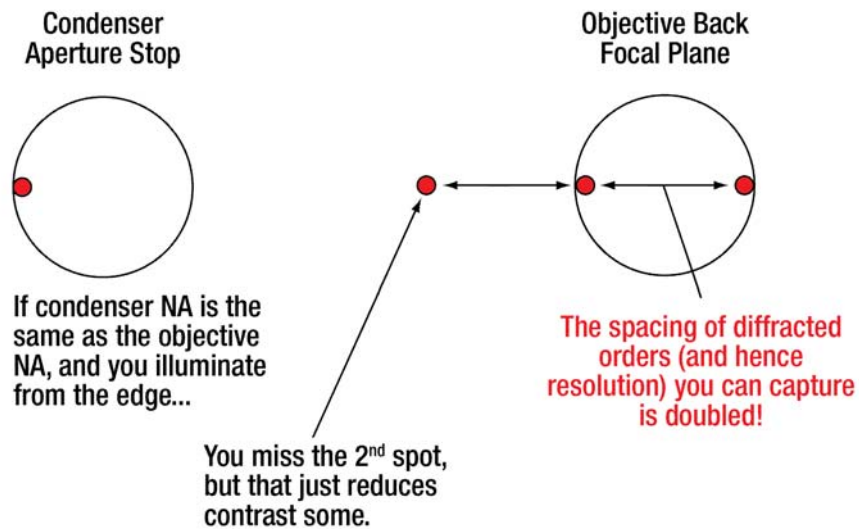 Condenser
Aperture Stop
Objective Back
Focal Plane
If condenser NA is the
same as the objective
NA, and you illuminate
from the edge...
The spacing of diffracted
orders (and hence
resolution) you can capture
is doubled!
You miss the 2nd spot,
but that just reduces
contrast some.